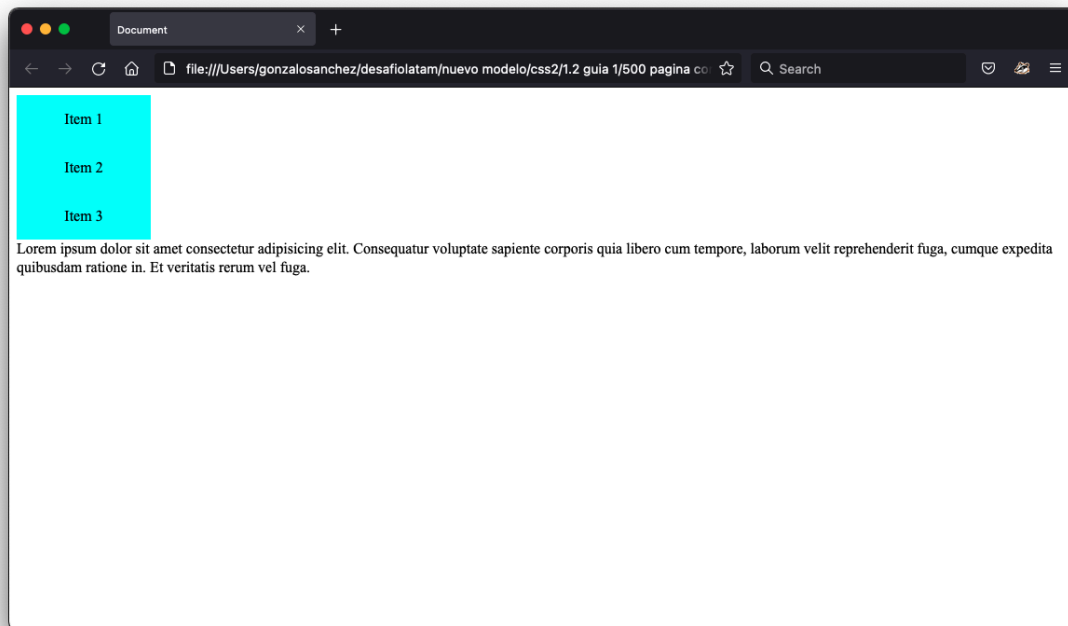 Document
file:///Users/gonzalosanchez/desafiolatam/nuevo modelo/css2/1.2 guia 1/500 pagina co
Search
Item 1
Item 2
Item 3
Lorem ipsum dolor sit amet consectetur adipisicing elit. Consequatur voluptate sapiente corporis quia libero cum tempore, laborum velit reprehenderit fuga, cumque expedita
quibusdam ratione in. Et veritatis rerum vel fuga.